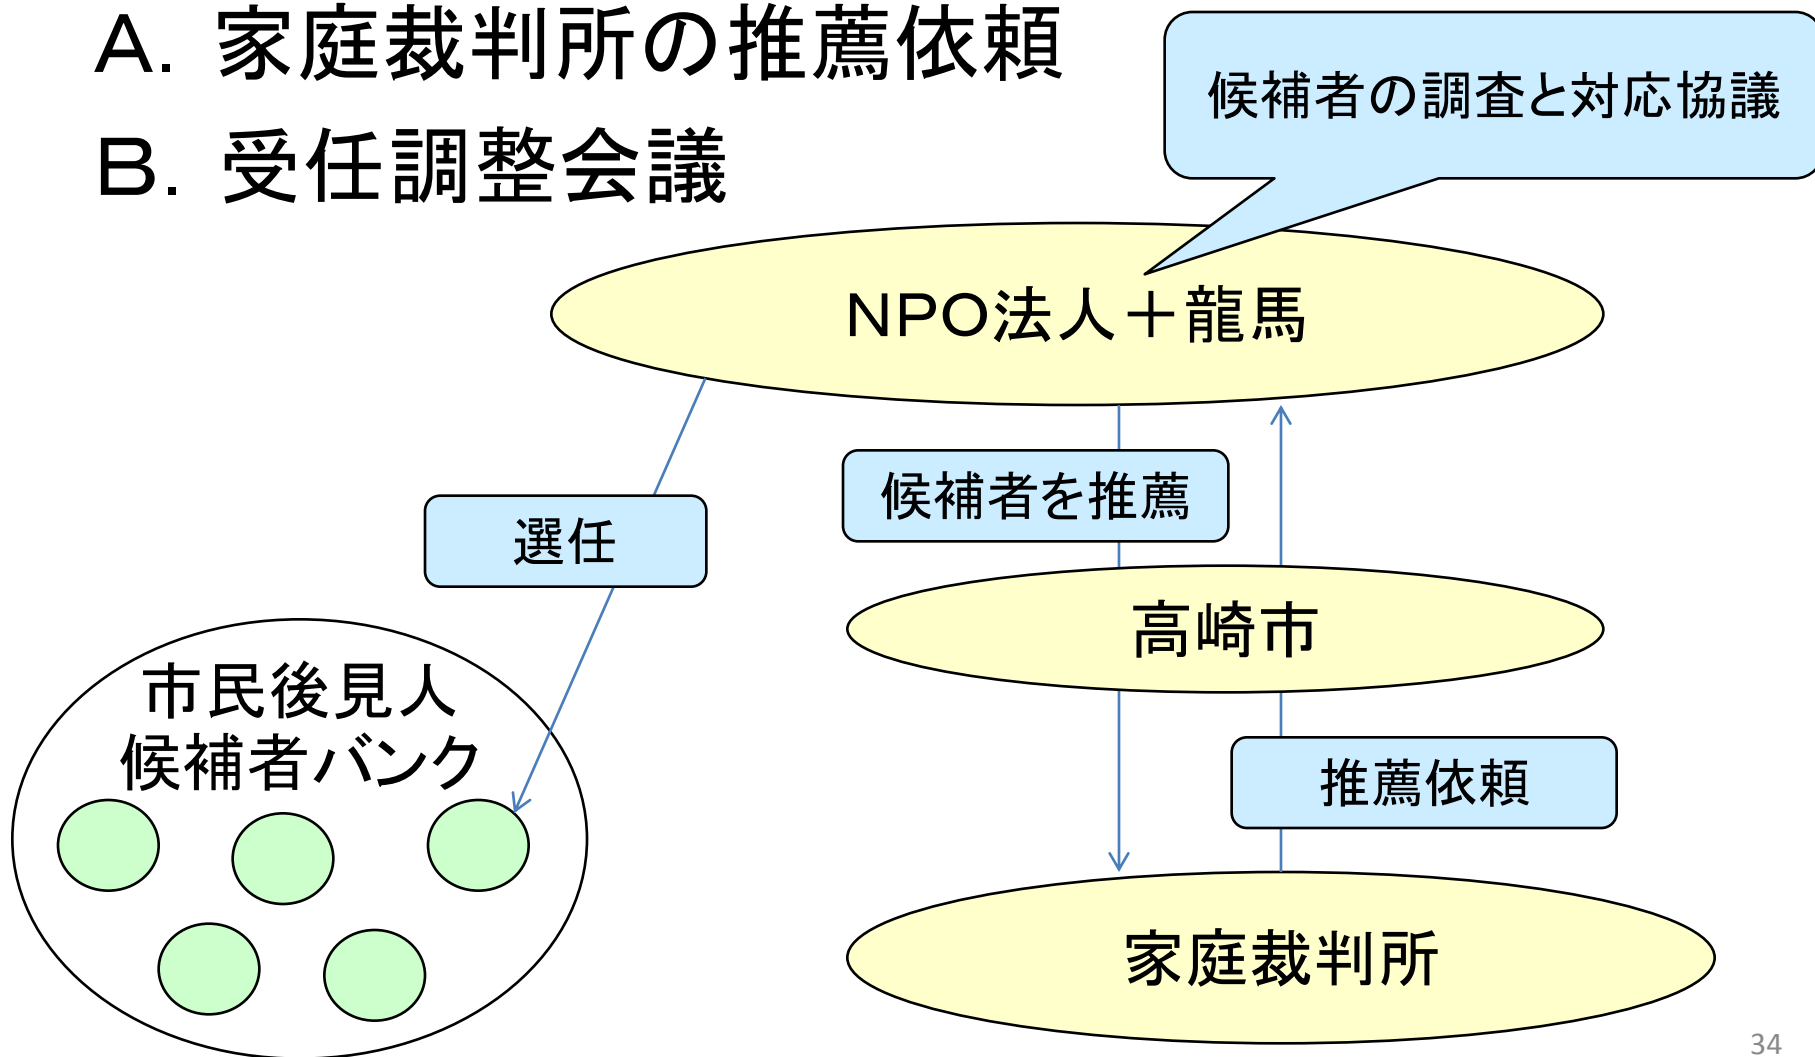 A. 家庭裁判所の推薦依頼
B. 受任調整会議
候補者の調査と対応協議
NPO法人＋龍馬
候補者を推薦
選任
高崎市
市民後見人
候補者バンク
推薦依頼
家庭裁判所
34